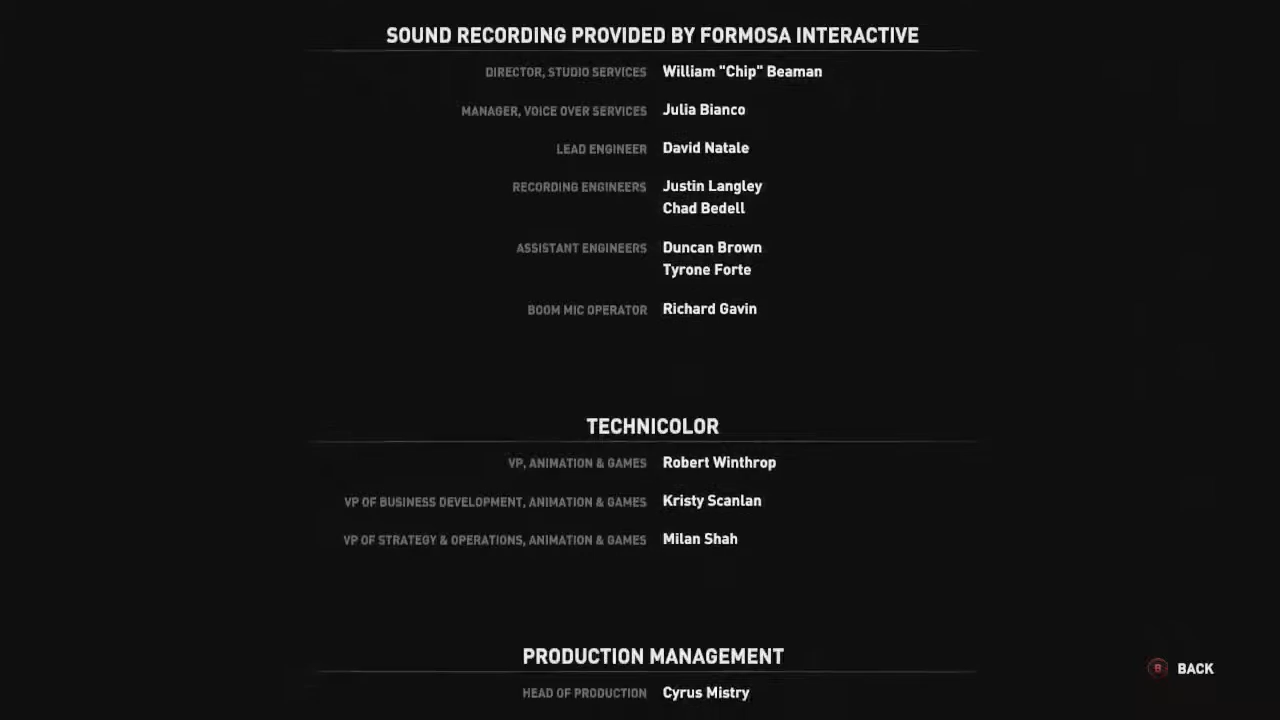 SOUND RECORDING PROVIDED BY FORMOSA INTERACTIVE
DIRECTOR, STUDIO SERVICES William "Chip" Beaman
MANAGER, VOICE OVER SERVICES Julia Bianco
LEAD ENGINEER David Natale
RECORDING ENGINEERS Justin Langley
Chad Bedell
ASSISTANT ENGINEERS Duncan Brown
Tyrone Forte
BOOM MIC OPERATOR Richard Gavin
TECHNICOLOR
VP, ANIMATION & GAMES Robert Winthrop
VP OF BUSINESS DEVELOPMENT, ANIMATION & GAMES Kristy Scanlan
VP OF STRATEGY & OPERATIONS, ANIMATION & GAMES Milan Shah
PRODUCTION MANAGEMENT
B BACK
HEAD OF PRODUCTION Cyrus Mistry